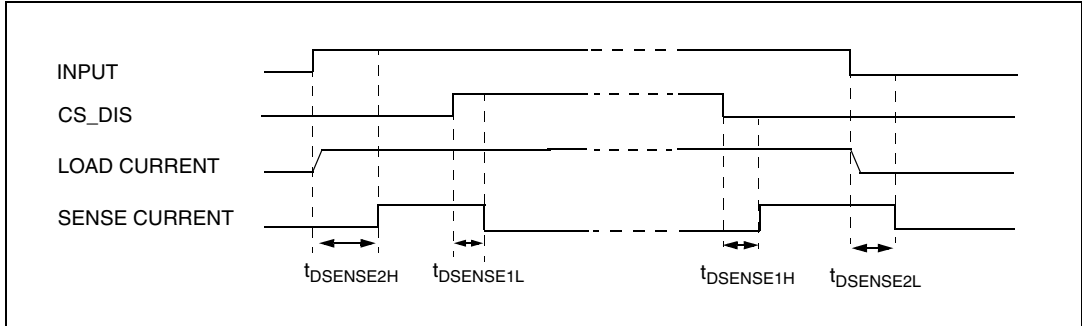 INPUT
CS_DIS
LOAD CURRENT
SENSE CURRENT
tDSENSE2H tDSENSE1L tDSENSE1H tDSENSE2L